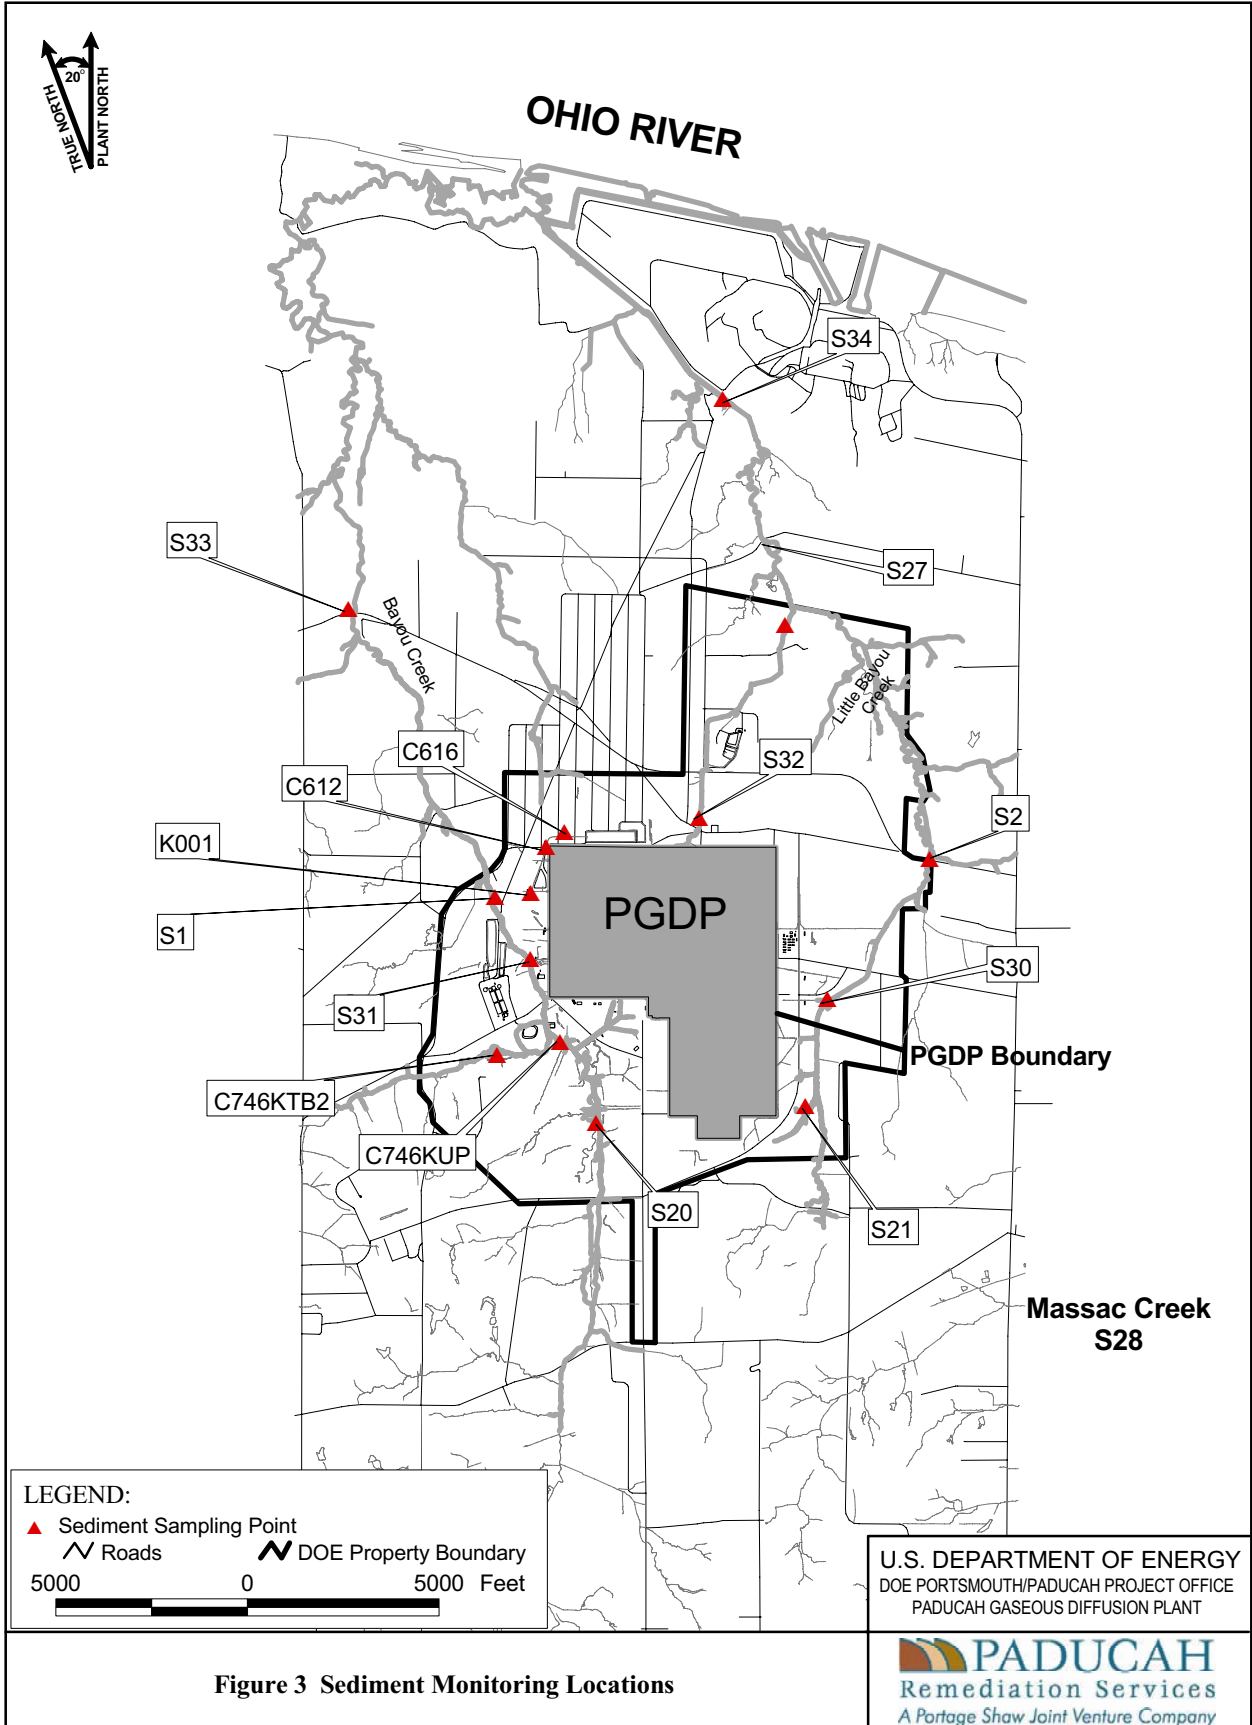 TRUE NORTH
20°
PLANT NORTH
OHIO RIVER
S34
S33
S27
Bayou Creek
Little Bayou
Creek
C616
S32
C612
S2
K001
PGDP
S1
S30
S31
PGDP Boundary
C746KTB2
C746KUP
S20
S21
Massac Creek
S28
LEGEND:
Sediment Sampling Point
Roads
DOE Property Boundary
5000 0 5000 Feet
U.S. DEPARTMENT OF ENERGY
DOE PORTSMOUTH/PADUCAH PROJECT OFFICE
PADUCAH GASEOUS DIFFUSION PLANT
Figure 3 Sediment Monitoring Locations
PADUCAH
Remediation Services
A Portage Shaw Joint Venture Company